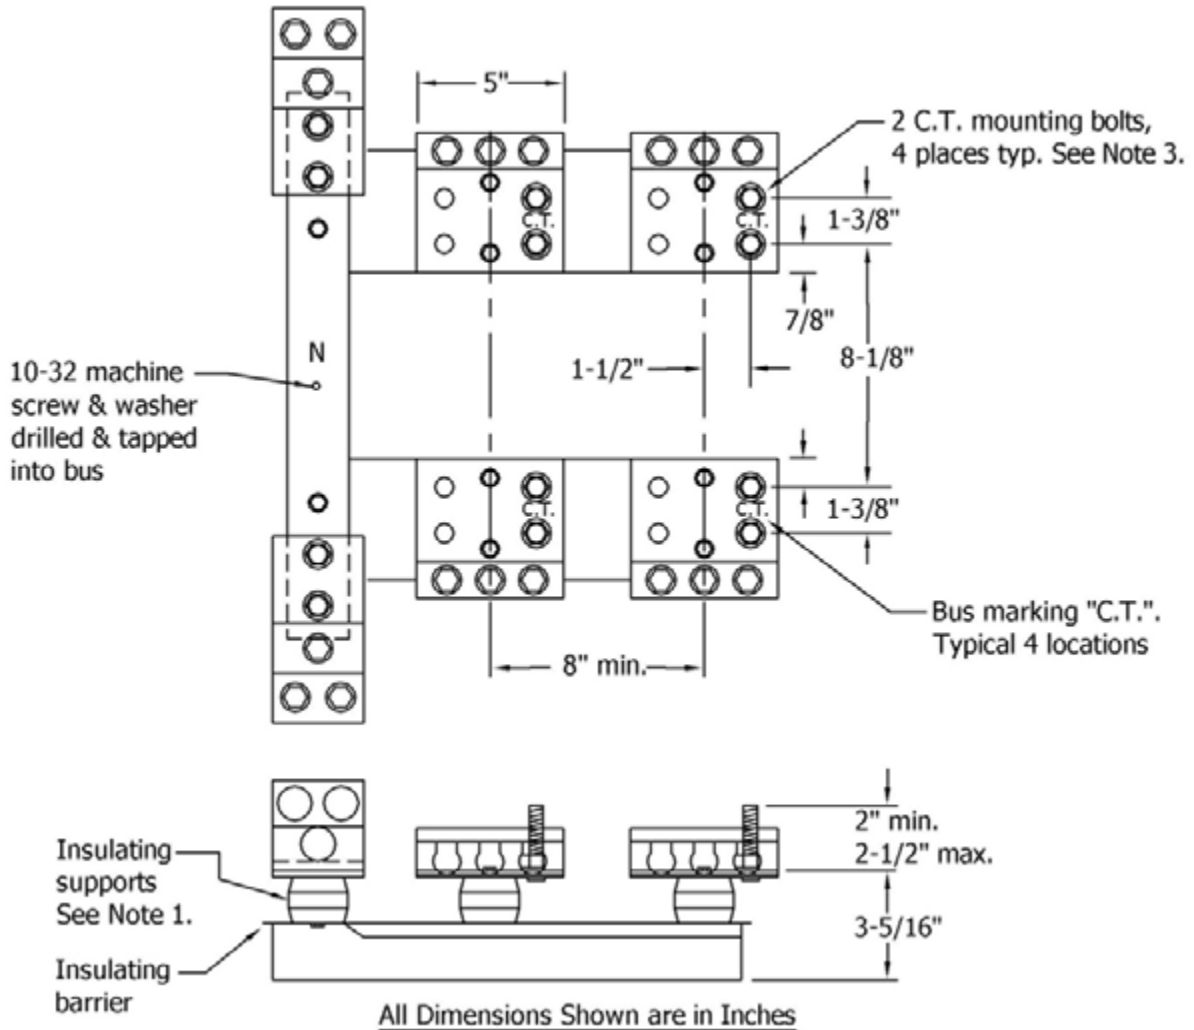 5"
2 C.T. mounting bolts,
4 places typ. See Note 3.
C.T.
C.T.
1-3/8"
7/8"
N
1-1/2"
8-1/8"
10-32 machine
screw & washer
drilled & tapped
into bus
C.T.
C.T.
1-3/8"
Bus marking "C.T.".
Typical 4 locations
8" min.
2" min.
2-1/2" max.
Insulating
supports
See Note 1.
3-5/16"
Insulating
barrier
All Dimensions Shown are in Inches